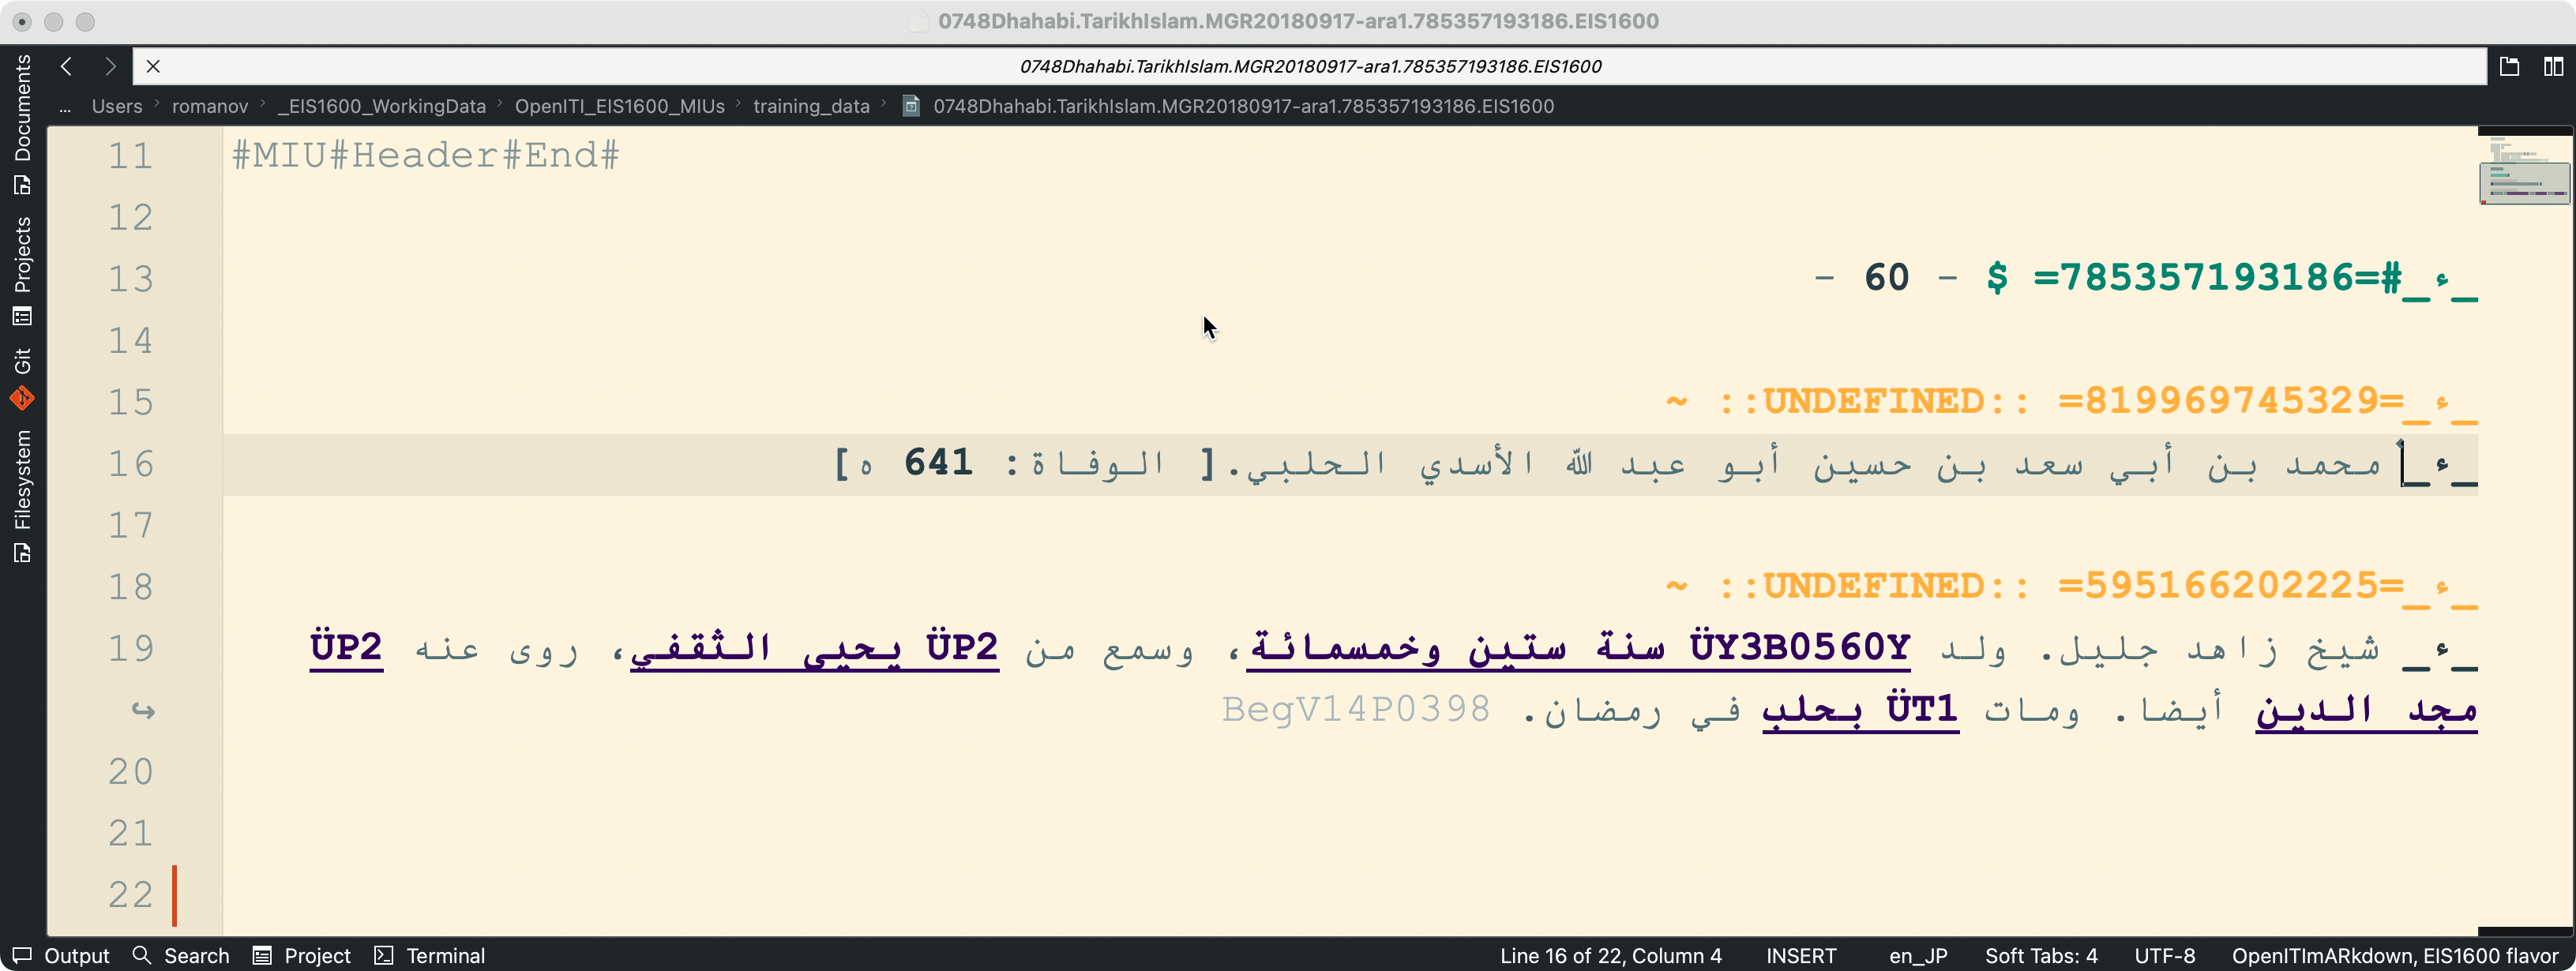 0748Dhahabi.TarikhIslam.MGR20180917-ara1.785357193186.EIS1600
0748Dhahabi.TarikhIslam.MGR20180917-ara1.785357193186.EIS1600
... Users › romanov › _EIS1600_WorkingData › OpenITI_EIS1600_MIUs › training_data › 0748Dhahabi.TarikhIslam.MGR20180917-ara1.785357193186.EIS1600
Documents
Projects
Git
Filesystem
11 #MIU#Header#End#
12
13 _ء_#=785357193186= $ - 60 -
14
15 _ء_=819969745329= ::UNDEFINED:: ~
16 _ء_ محمد بن أبي سعد بن حسين أبو عبد الله الأسدي الحلبي.[ الوفاة: 641 ه]
17
18 _ء_=595166202225= ::UNDEFINED:: ~
19 _ء_ شيخ زاهد جليل. ولد ÜY3B0560Y سنة ستين وخمسمائة، وسمع من ÜP2 يحيى الثقفي، روى عنه ÜP2
مجد الدين أيضا. ومات ÜT1 بحلب في رمضان. BegV14P0398
20
21
22
Output Search Project Terminal Line 16 of 22, Column 4 INSERT en_JP Soft Tabs: 4 UTF-8 OpenITImARkdown, EIS1600 flavor